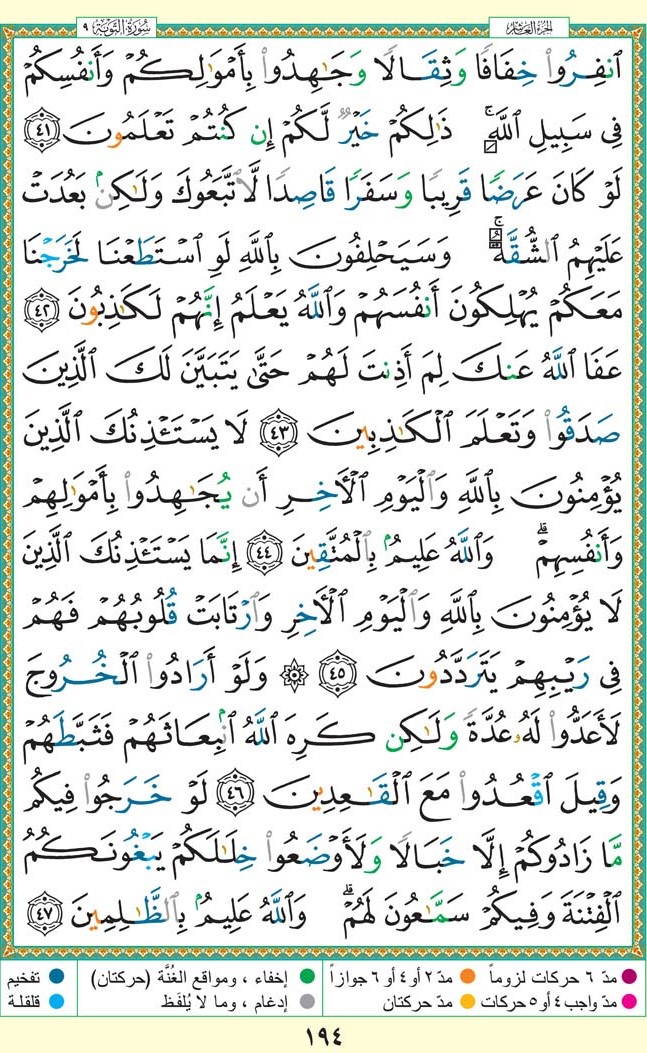 الجزء العاشر
سُورَةُ التَّوْبَةِ ٩
ٱنفِرُوا۟ خِفَافًا وَثِقَالًا وَجَٰهِدُوا۟ بِأَمْوَٰلِكُمْ وَأَنفُسِكُمْ
فِى سَبِيلِ ٱللَّهِ ۚ ذَٰلِكُمْ خَيْرٌ لَّكُمْ إِن كُنتُمْ تَعْلَمُونَ ٤١
لَوْ كَانَ عَرَضًا قَرِيبًا وَسَفَرًا قَاصِدًا لَّٱتَّبَعُوكَ وَلَٰكِنۢ بَعُدَتْ
عَلَيْهِمُ ٱلشُّقَّةُ ۚ وَسَيَحْلِفُونَ بِٱللَّهِ لَوِ ٱسْتَطَعْنَا لَخَرَجْنَا
مَعَكُمْ يُهْلِكُونَ أَنفُسَهُمْ وَٱللَّهُ يَعْلَمُ إِنَّهُمْ لَكَٰذِبُونَ ٤٢
عَفَا ٱللَّهُ عَنكَ لِمَ أَذِنتَ لَهُمْ حَتَّىٰ يَتَبَيَّنَ لَكَ ٱلَّذِينَ
صَدَقُوا۟ وَتَعْلَمَ ٱلْكَٰذِبِينَ ٤٣ لَا يَسْتَـْٔذِنُكَ ٱلَّذِينَ
يُؤْمِنُونَ بِٱللَّهِ وَٱلْيَوْمِ ٱلْـَٔاخِرِ أَن يُجَٰهِدُوا۟ بِأَمْوَٰلِهِمْ
وَأَنفُسِهِمْ ۗ وَٱللَّهُ عَلِيمٌۢ بِٱلْمُتَّقِينَ ٤٤ إِنَّمَا يَسْتَـْٔذِنُكَ ٱلَّذِينَ
لَا يُؤْمِنُونَ بِٱللَّهِ وَٱلْيَوْمِ ٱلْـَٔاخِرِ وَٱرْتَابَتْ قُلُوبُهُمْ فَهُمْ
فِى رَيْبِهِمْ يَتَرَدَّدُونَ ٤٥ ۞ وَلَوْ أَرَادُوا۟ ٱلْخُرُوجَ
لَأَعَدُّوا۟ لَهُۥ عُدَّةً وَلَٰكِن كَرِهَ ٱللَّهُ ٱنۢبِعَاثَهُمْ فَثَبَّطَهُمْ
وَقِيلَ ٱقْعُدُوا۟ مَعَ ٱلْقَٰعِدِينَ ٤٦ لَوْ خَرَجُوا۟ فِيكُم
مَّا زَادُوكُمْ إِلَّا خَبَالًا وَلَأَوْضَعُوا۟ خِلَٰلَكُمْ يَبْغُونَكُمُ
ٱلْفِتْنَةَ وَفِيكُمْ سَمَّٰعُونَ لَهُمْ ۗ وَٱللَّهُ عَلِيمٌۢ بِٱلظَّٰلِمِينَ ٤٧
مدّ ٦ حركات لزوماً مدّ ٢ أو ٤ أو ٦ جوازاً إخفاء ، ومواقع الغُنَّة (حركتان) تفخيم
مدّ واجب ٤ أو ٥ حركات مدّ حركتان إدغام ، وما لا يُلفَظ قلقلة
١٩٤